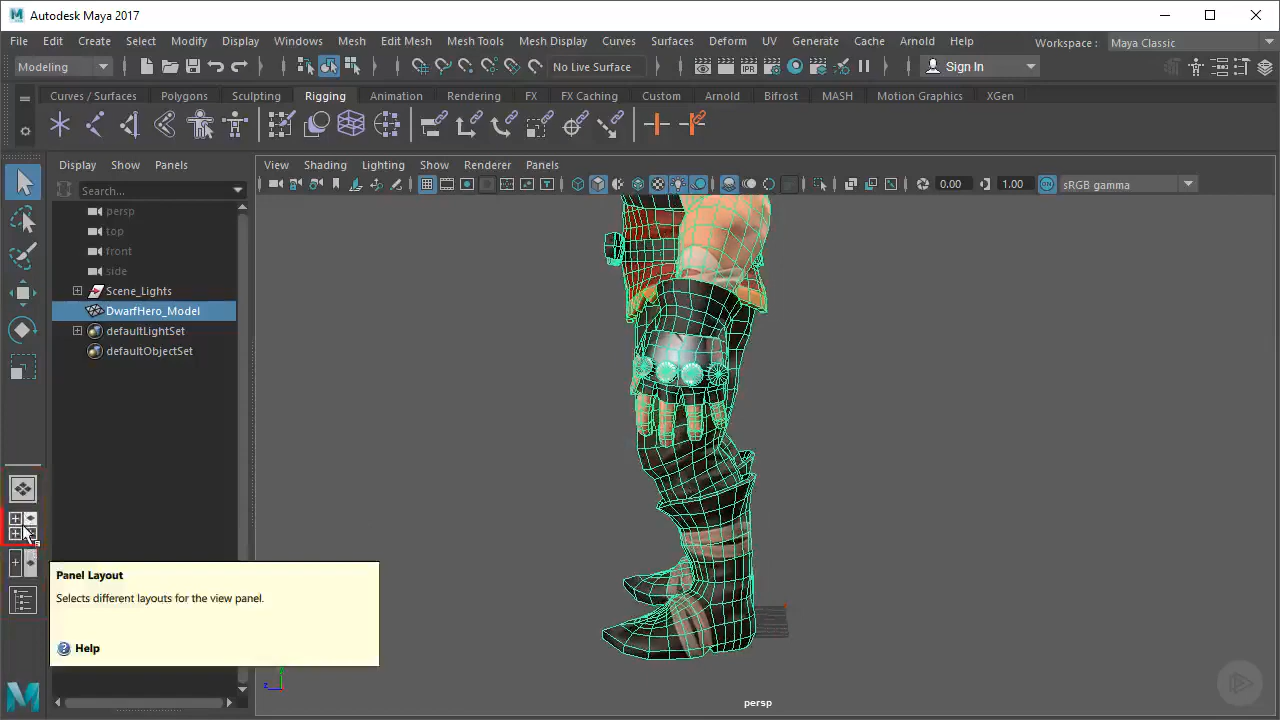 Autodesk Maya 2017
File Edit Create Select Modify Display Windows Mesh Edit Mesh Mesh Tools Mesh Display Curves Surfaces Deform UV Generate Cache Arnold Help Workspace : Maya Classic
Modeling No Live Surface IPR Sign In
Curves / Surfaces Polygons Sculpting Rigging Animation Rendering FX FX Caching Custom Arnold Bifrost MASH Motion Graphics XGen
Display Show Panels View Shading Lighting Show Renderer Panels
Search... 0.00 1.00 ON sRGB gamma
persp
top
front
side
Scene_Lights
DwarfHero_Model
defaultLightSet
defaultObjectSet
Panel Layout
Selects different layouts for the view panel.
Help
z
persp